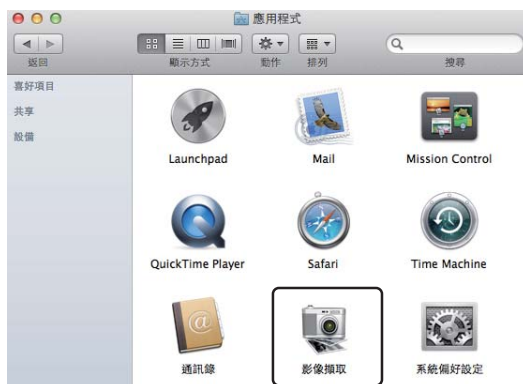 應用程式
返回
顯示方式
動作
排列
搜尋
喜好項目
共享
設備
Launchpad
Mail
Mission Control
QuickTime Player
Safari
Time Machine
通訊錄
影像擷取
系統偏好設定